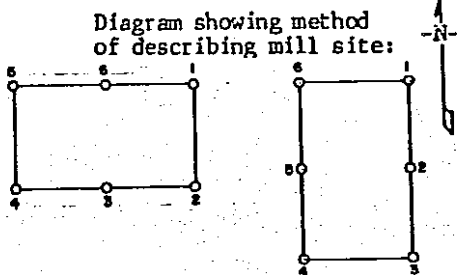 Diagram showing method
of describing mill site:
-N-
5 6 1
4 3 2
6 1
5 2
4 3